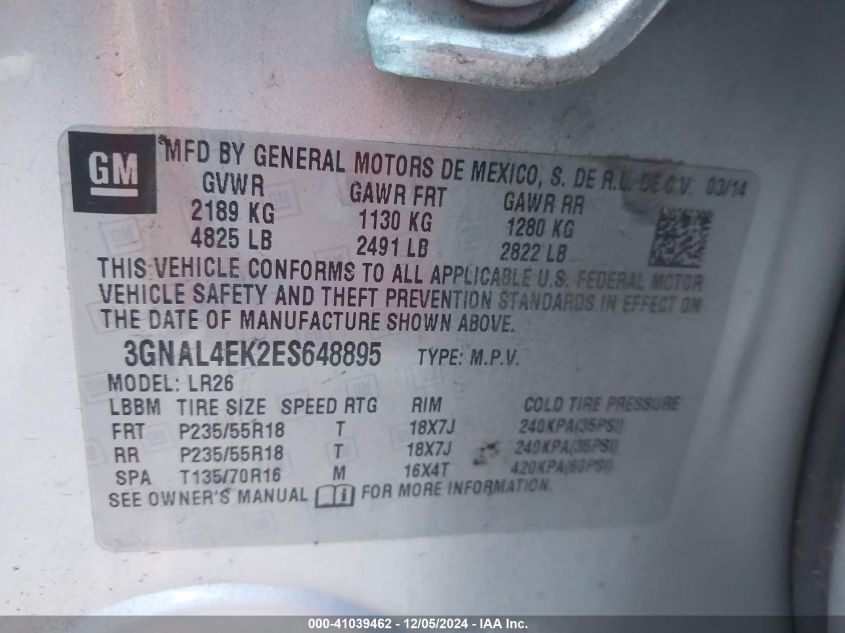 GM
MFD BY GENERAL MOTORS DE MEXICO, S. DE R.L. DE C.V. 03/14
GVWR GAWR FRT GAWR RR
2189 KG 1130 KG 1280 KG
4825 LB 2491 LB 2822 LB
THIS VEHICLE CONFORMS TO ALL APPLICABLE U.S. FEDERAL MOTOR
VEHICLE SAFETY AND THEFT PREVENTION STANDARDS IN EFFECT ON
THE DATE OF MANUFACTURE SHOWN ABOVE.
3GNAL4EK2ES648895 TYPE: M.P.V.
MODEL: LR26
LBBM TIRE SIZE SPEED RTG RIM COLD TIRE PRESSURE
FRT P235/55R18 T 18X7J 240KPA(35PSI)
RR P235/55R18 T 18X7J 240KPA(35PSI)
SPA T135/70R16 M 16X4T 420KPA(60PSI)
SEE OWNER'S MANUAL FOR MORE INFORMATION.
000-41039462 - 12/05/2024 - IAA Inc.